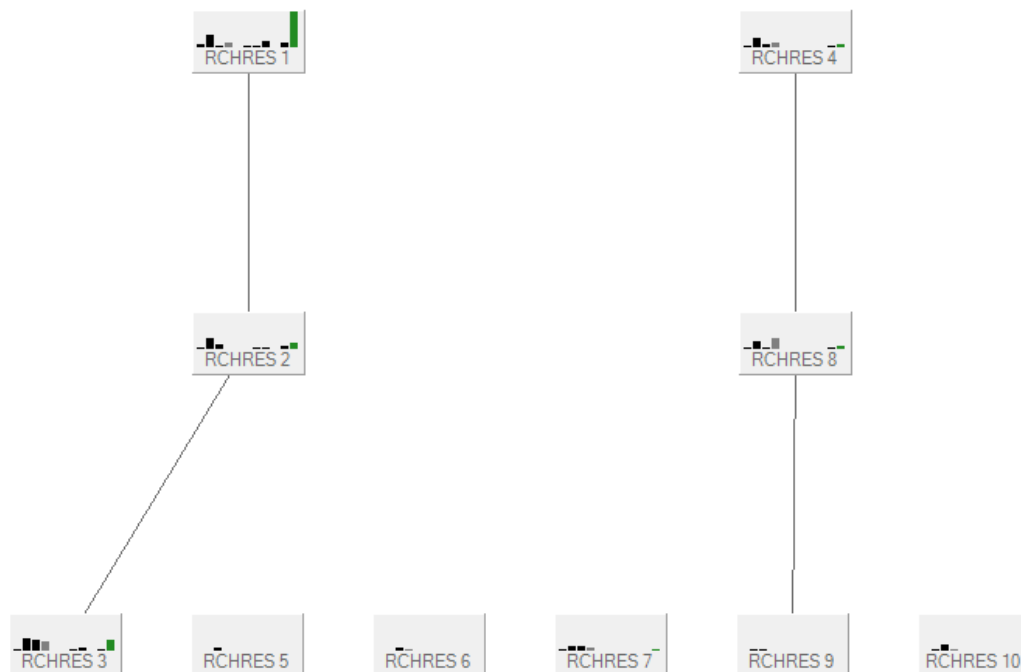 RCHRES 1
RCHRES 4
RCHRES 2
RCHRES 8
RCHRES 3
RCHRES 5
RCHRES 6
RCHRES 7
RCHRES 9
RCHRES 10